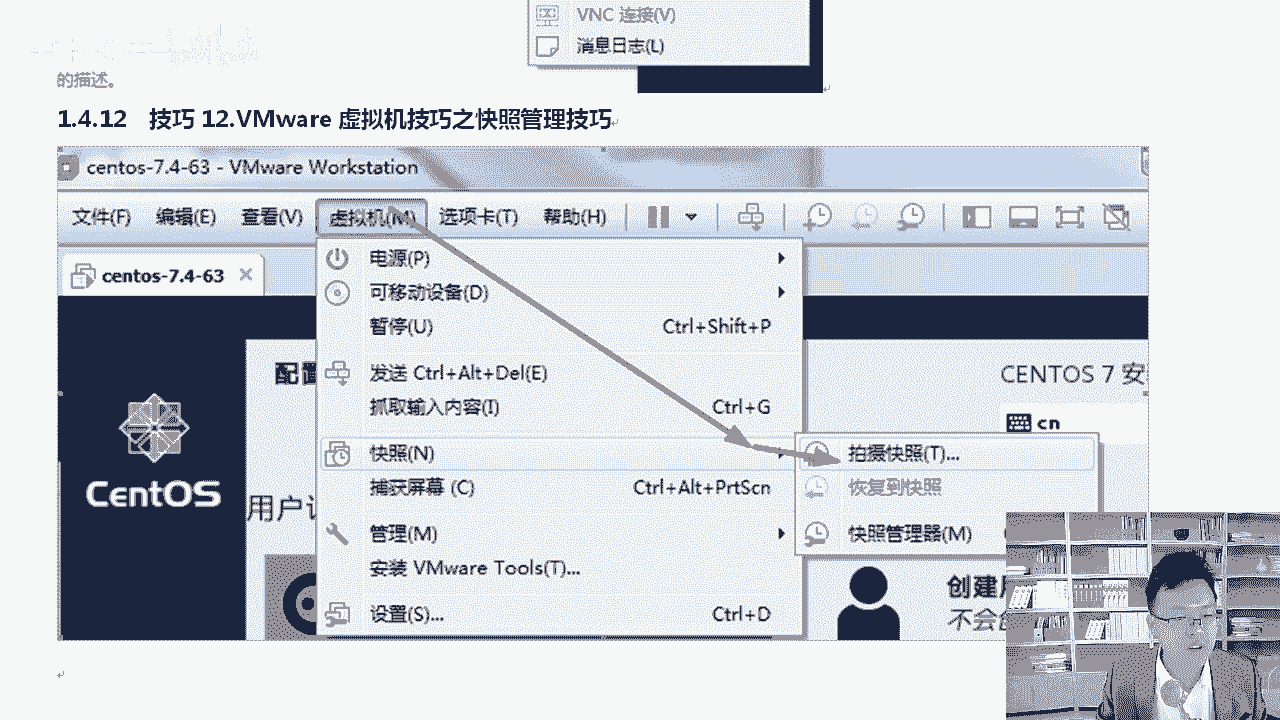 VNC 连接(V)
消息日志(L)
的描述。
1.4.12 技巧 12.VMware 虚拟机技巧之快照管理技巧
centos-7.4-63 - VMware Workstation
文件(F) 编辑(E) 查看(V) 虚拟机(M) 选项卡(T) 帮助(H)
centos-7.4-63
电源(P)
可移动设备(D)
暂停(U) Ctrl+Shift+P
配置
发送 Ctrl+Alt+Del(E)
CENTOS 7 安
抓取输入内容(I) Ctrl+G
cn
快照(N)
拍摄快照(T)...
捕获屏幕 (C) Ctrl+Alt+PrtScn
恢复到快照
CentOS
用户
管理(M)
快照管理器(M)
安装 VMware Tools(T)...
创建
不会
设置(S)... Ctrl+D